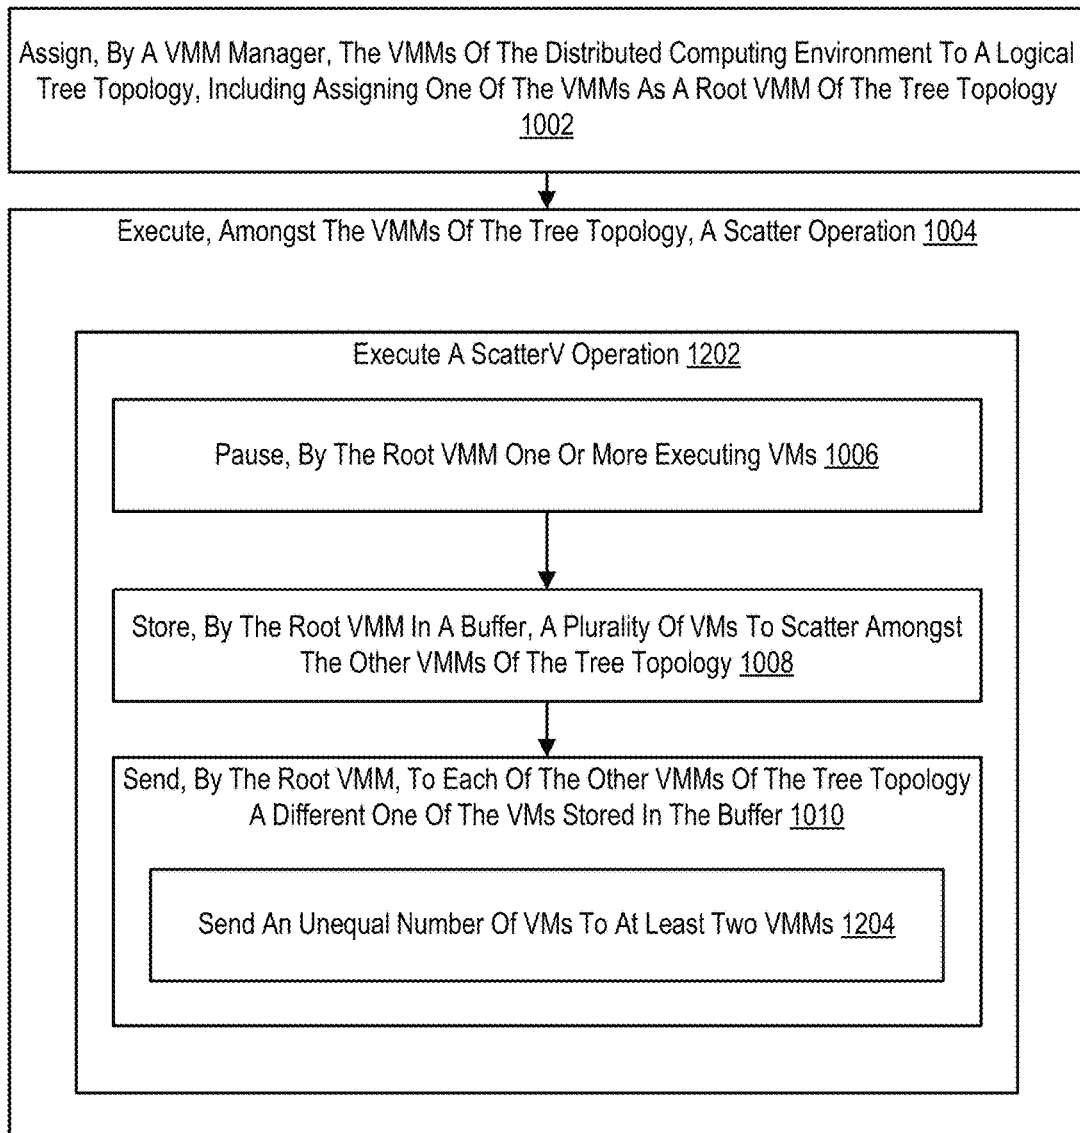 Assign, By A VMM Manager, The VMMs Of The Distributed Computing Environment To A Logical
Tree Topology, Including Assigning One Of The VMMs As A Root VMM Of The Tree Topology
1002
Execute, Amongst The VMMs Of The Tree Topology, A Scatter Operation 1004
Execute A ScatterV Operation 1202
Pause, By The Root VMM One Or More Executing VMs 1006
Store, By The Root VMM In A Buffer, A Plurality Of VMs To Scatter Amongst
The Other VMMs Of The Tree Topology 1008
Send, By The Root VMM, To Each Of The Other VMMs Of The Tree Topology
A Different One Of The VMs Stored In The Buffer 1010
Send An Unequal Number Of VMs To At Least Two VMMs 1204